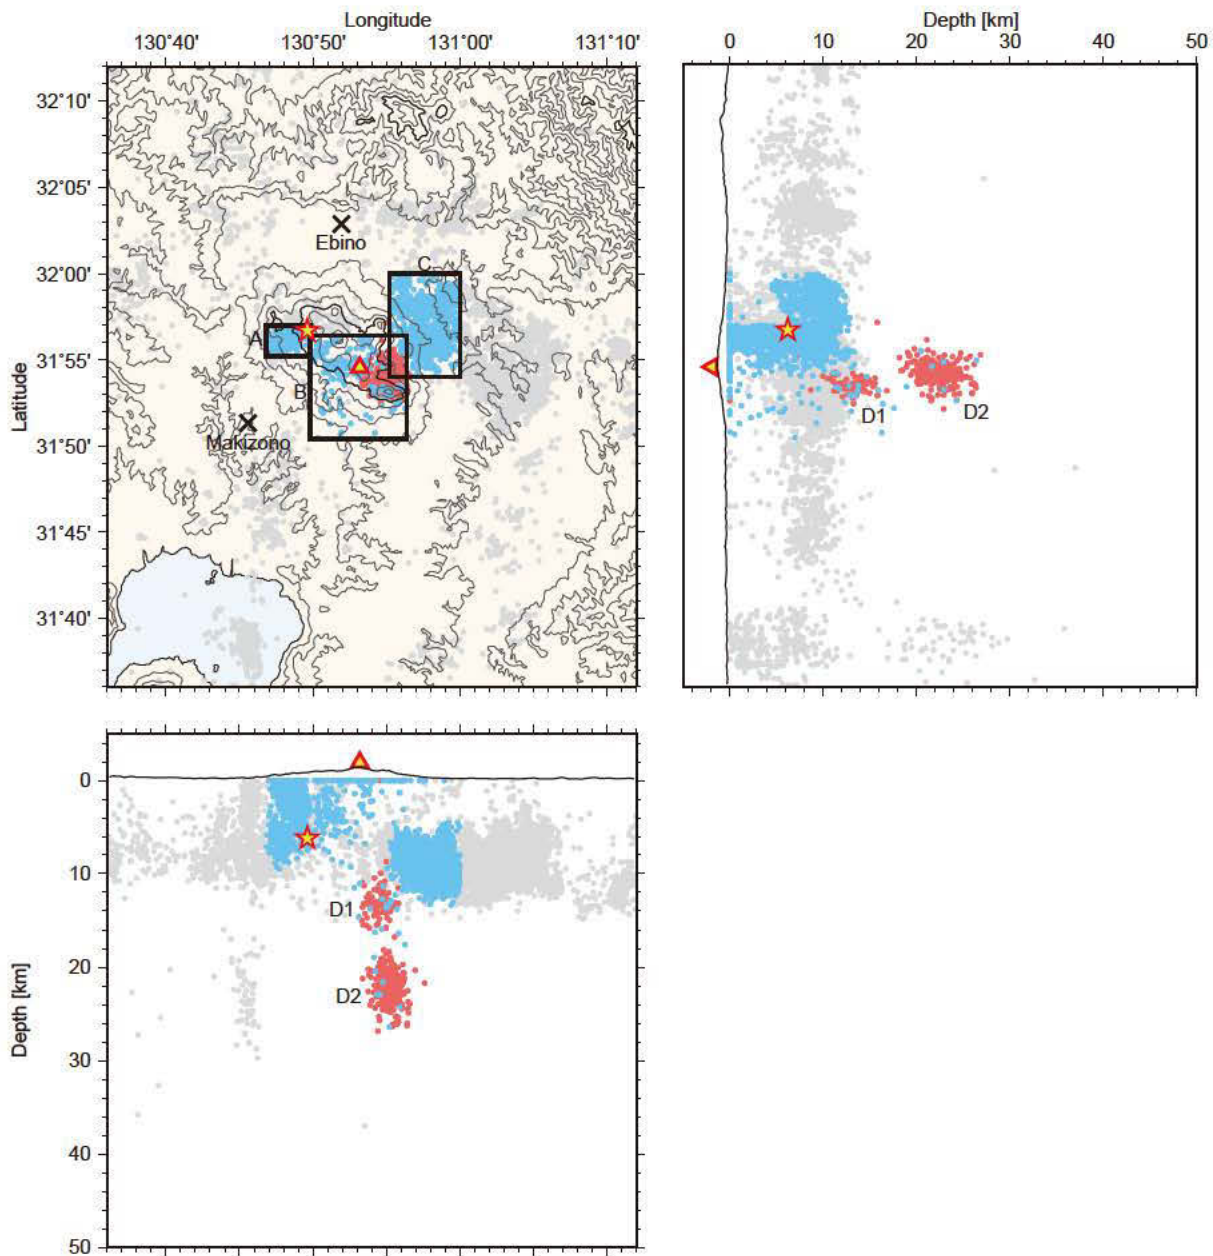 Longitude
130°40' 130°50' 131°00' 131°10'
Depth [km]
0 10 20 30 40 50
32°10'
32°05'
32°00'
31°55'
31°50'
31°45'
31°40'
Latitude
Ebino
C
A
B
Makizono
D1
D2
0
10
20
30
40
50
Depth [km]
D1
D2